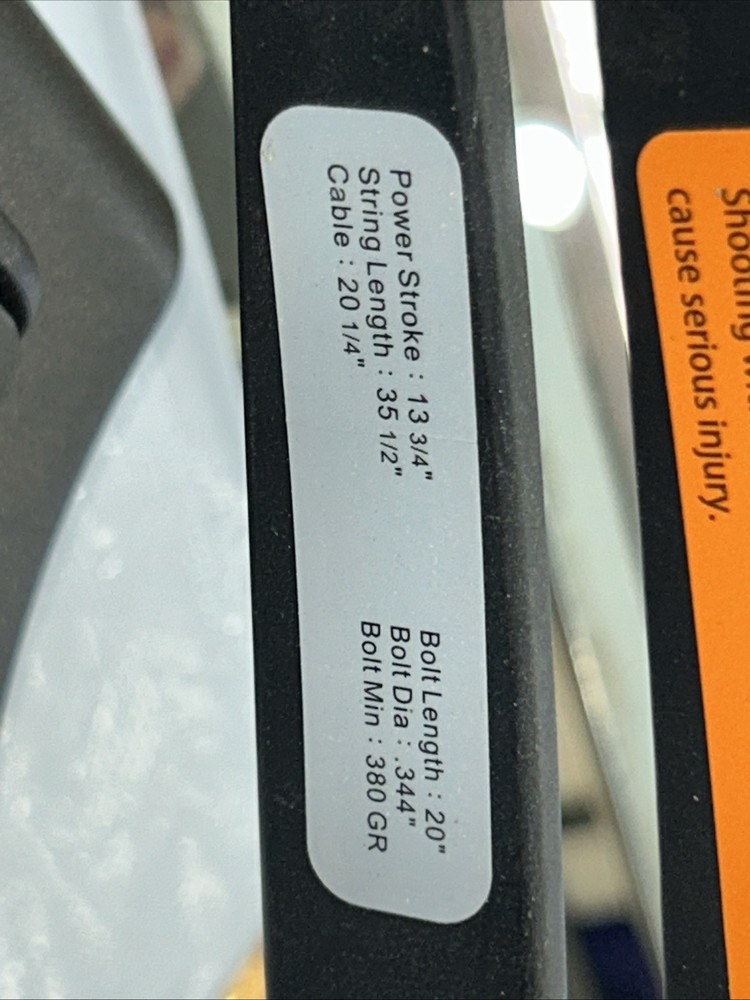 Power Stroke : 13 3/4"
String Length : 35 1/2"
Cable : 20 1/4"
Bolt Length : 20"
Bolt Dia : .344"
Bolt Min : 380 GR
Shooting
cause serious injury.